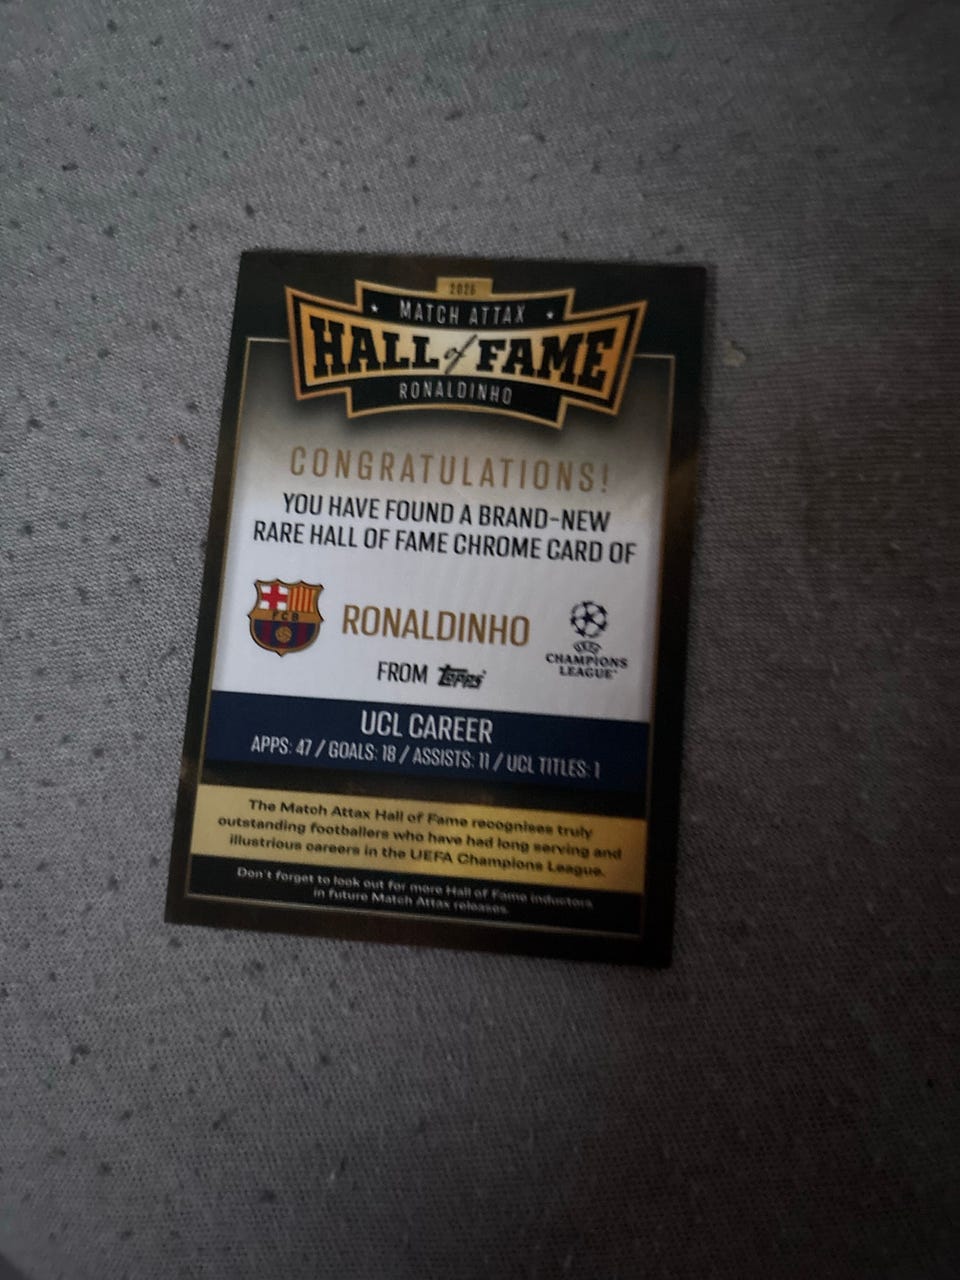 2025
MATCH ATTAX
HALL of FAME
RONALDINHO
CONGRATULATIONS!
YOU HAVE FOUND A BRAND-NEW
RARE HALL OF FAME CHROME CARD OF
FCB
RONALDINHO
UEFA
CHAMPIONS
LEAGUE
FROM Topps
UCL CAREER
APPS: 47 / GOALS: 18 / ASSISTS: 11 / UCL TITLES: 1
The Match Attax Hall of Fame recognises truly
outstanding footballers who have had long serving and
illustrious careers in the UEFA Champions League.
Don't forget to look out for more Hall of Fame inductors
in future Match Attax releases.